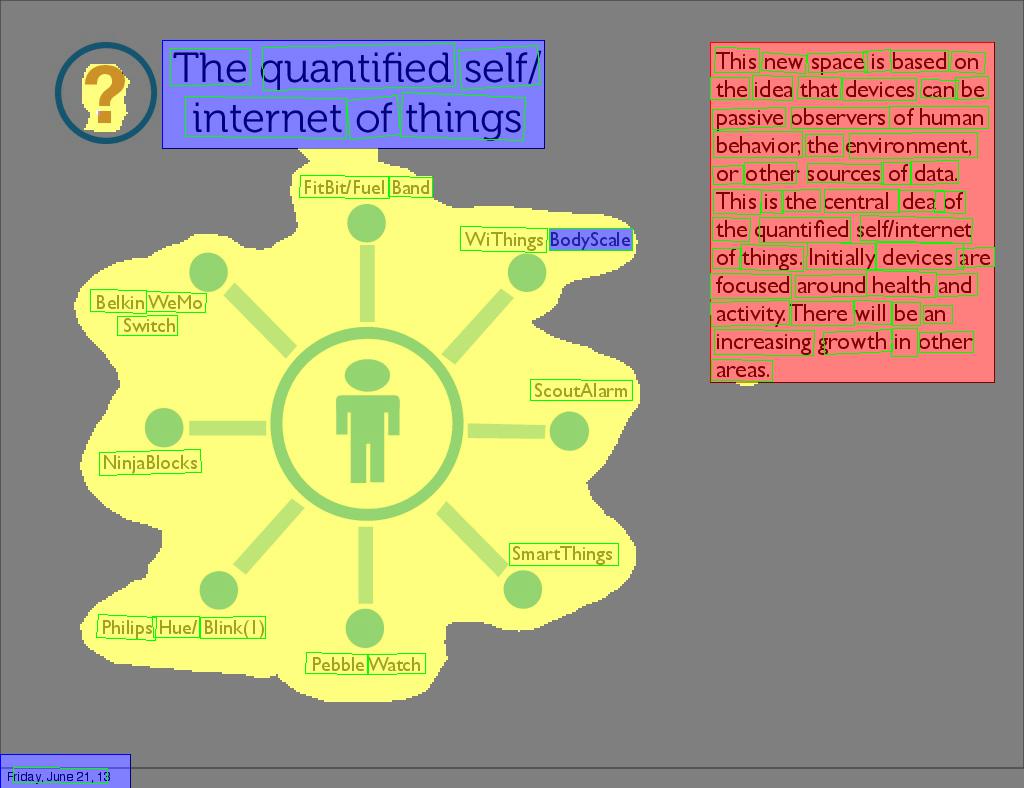 ?
The quantified self/
internet of things
FitBit/Fuel Band
WiThings BodyScale
Belkin WeMo
Switch
ScoutAlarm
NinjaBlocks
SmartThings
Philips Hue/ Blink(1)
Pebble Watch
This new space is based on
the idea that devices can be
passive observers of human
behavior, the environment,
or other sources of data.
This is the central dea of
the quantified self/internet
of things. Initially devices are
focused around health and
activity. There will be an
increasing growth in other
areas.
Friday, June 21, 13